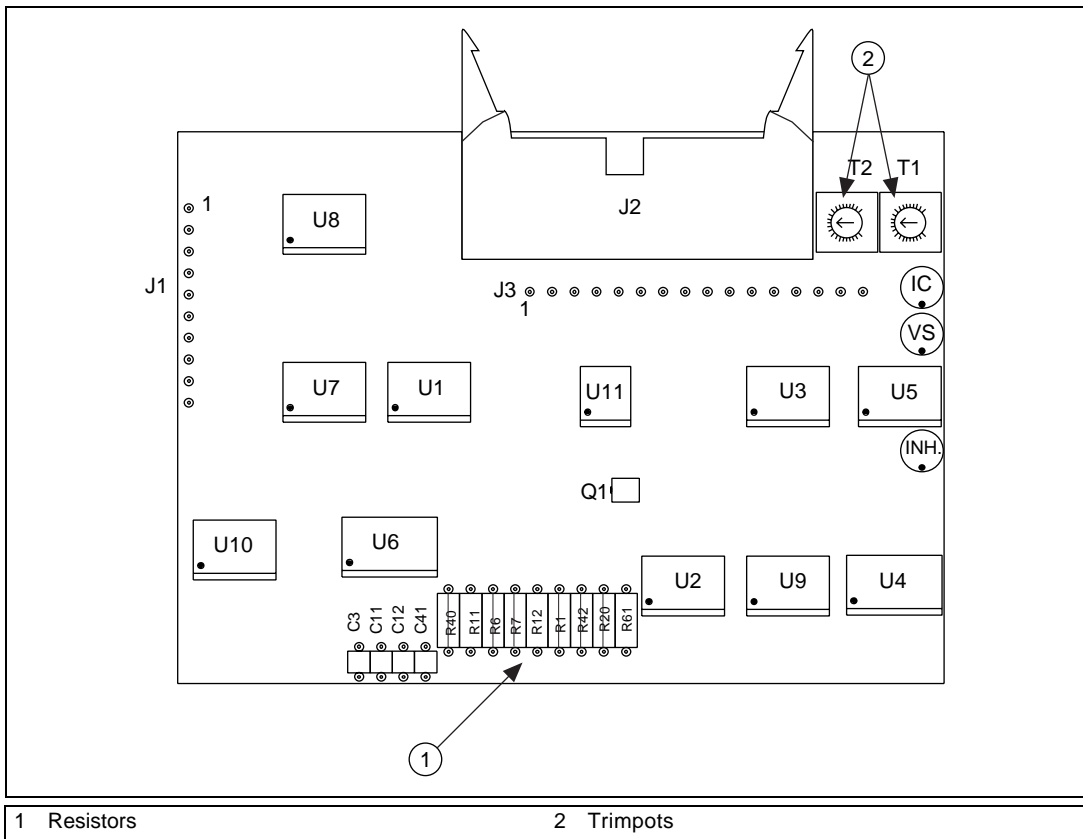 2
T2 T1
1
U8
J2
IC
J1
J3
1
VS
U7
U1
U11
U3
U5
INH.
Q1
U10
U6
U2
U9
U4
C3
C11
C12
C41
R40
R11
R6
R7
R12
R1
R42
R20
R61
1
1 Resistors
2 Trimpots